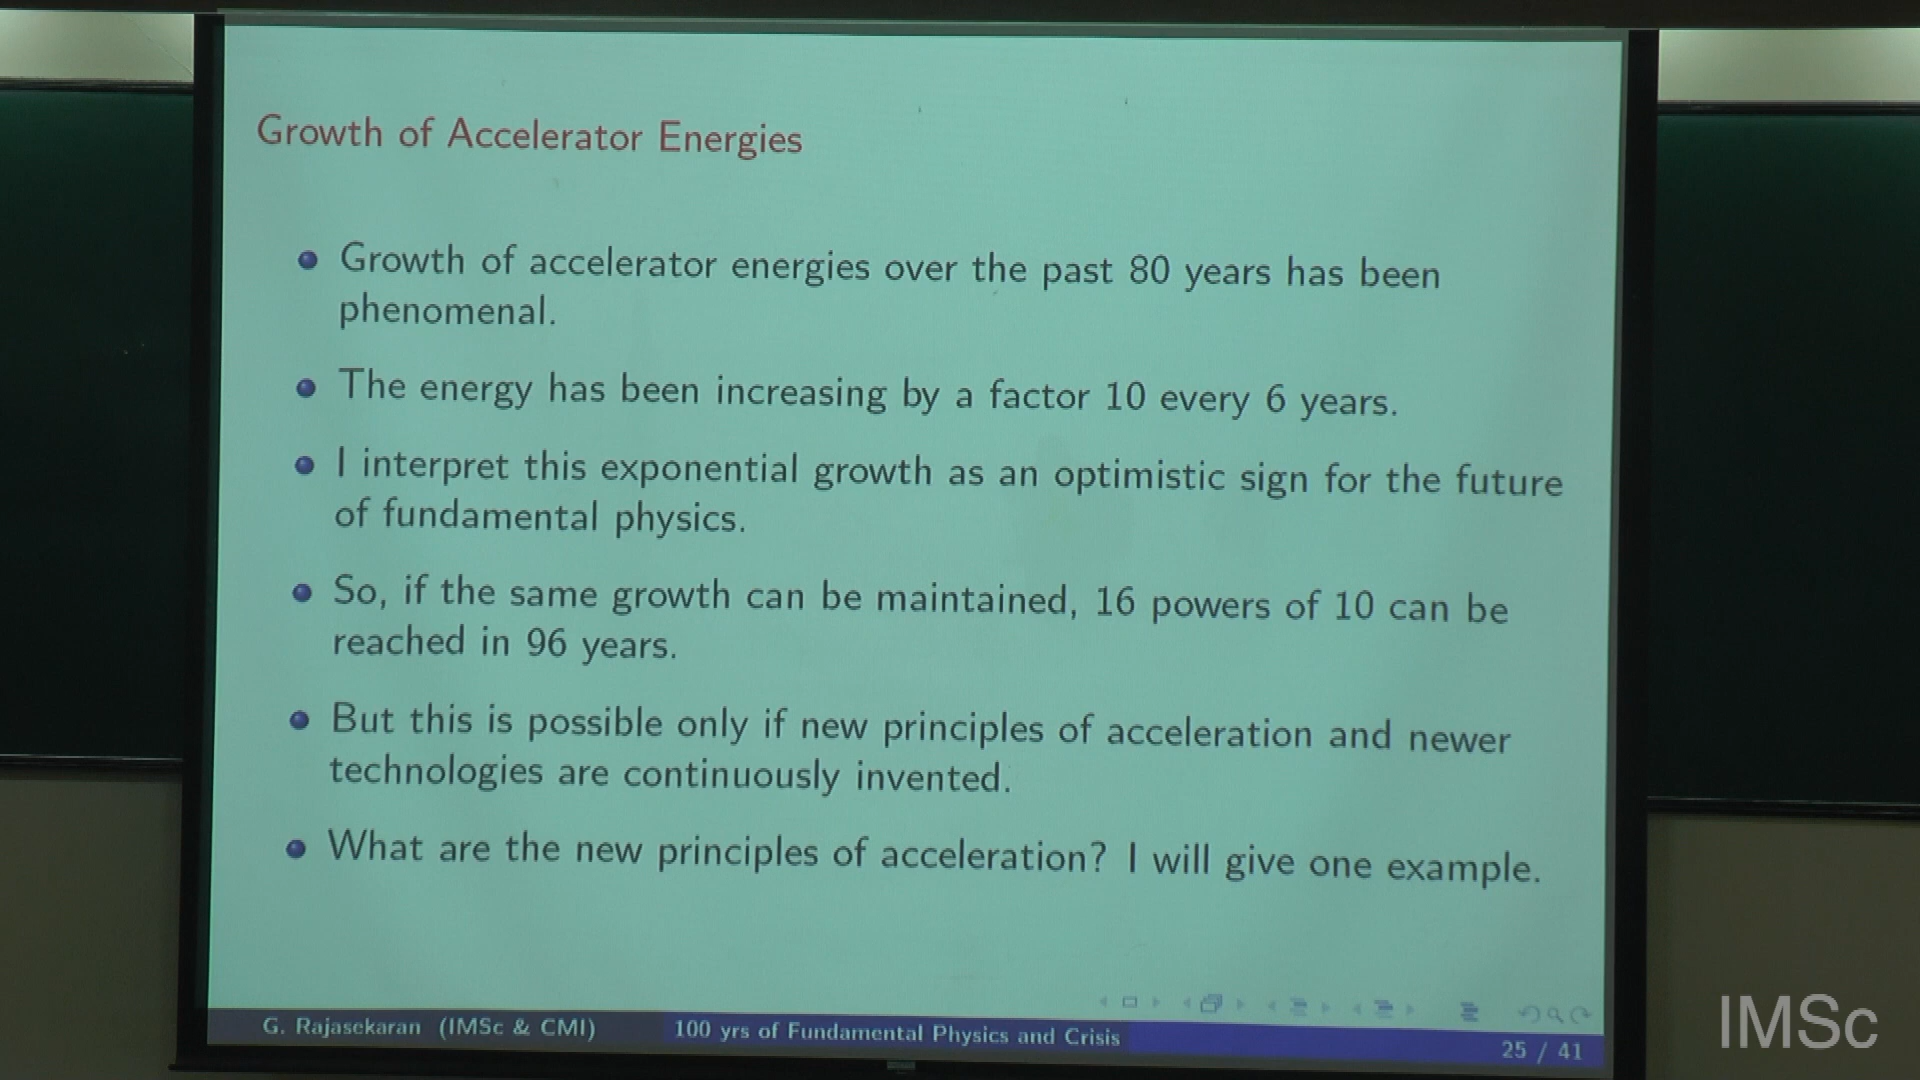 Growth of Accelerator Energies
Growth of accelerator energies over the past 80 years has been
phenomenal.
The energy has been increasing by a factor 10 every 6 years.
I interpret this exponential growth as an optimistic sign for the future
of fundamental physics.
So, if the same growth can be maintained, 16 powers of 10 can be
reached in 96 years.
But this is possible only if new principles of acceleration and newer
technologies are continuously invented.
What are the new principles of acceleration? I will give one example.
G. Rajasekaran (IMSc & CMI) 100 yrs of Fundamental Physics and Crisis
25 / 41
IMSc